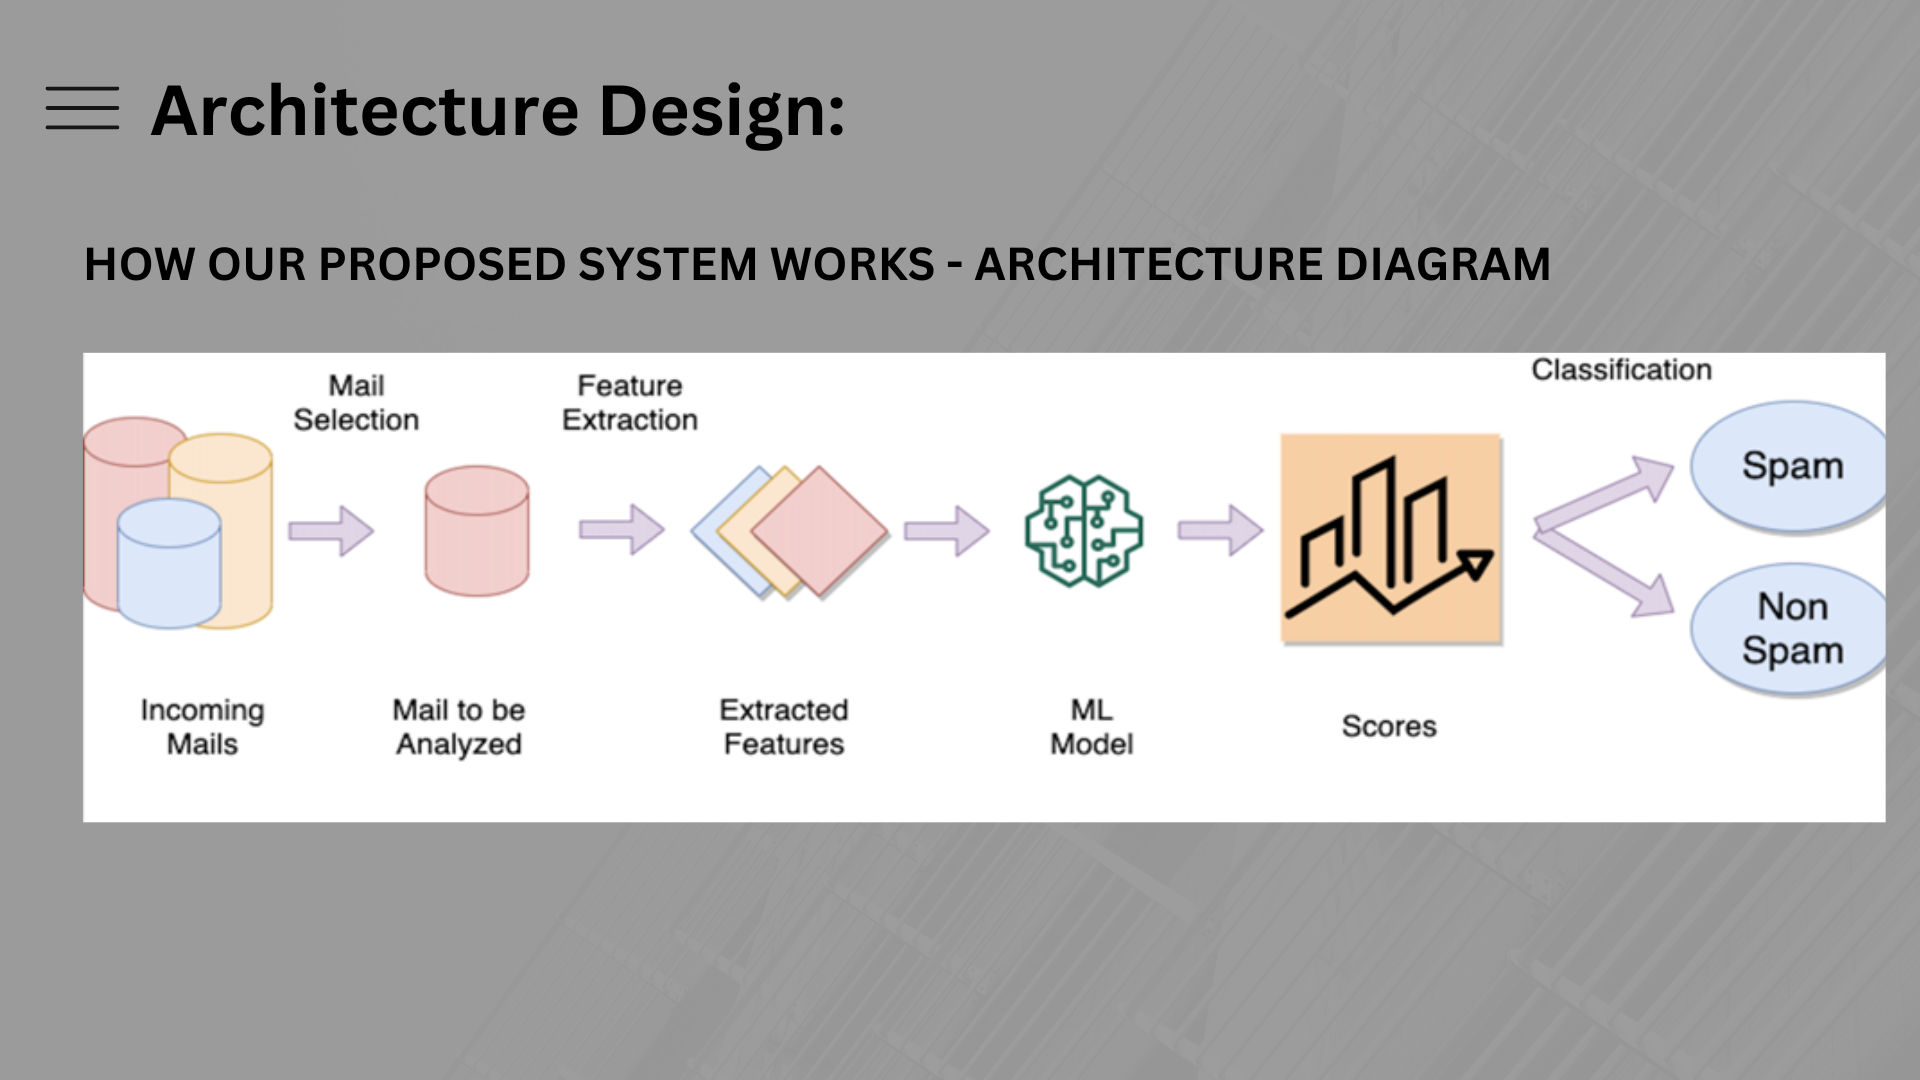 Architecture Design:
HOW OUR PROPOSED SYSTEM WORKS - ARCHITECTURE DIAGRAM
Mail
Selection
Feature
Extraction
Classification
Spam
Non
Spam
Incoming
Mails
Mail to be
Analyzed
Extracted
Features
ML
Model
Scores